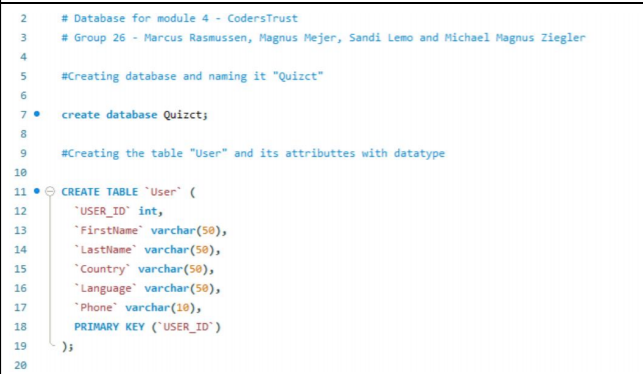 2 # Database for module 4 - CodersTrust
3 # Group 26 - Marcus Rasmussen, Magnus Mejer, Sandi Lemo and Michael Magnus Ziegler
4
5 #Creating database and naming it "Quizct"
6
7 create database Quizct;
8
9 #Creating the table "User" and its attributtes with datatype
10
11 CREATE TABLE `User` (
12 `USER_ID` int,
13 `FirstName` varchar(50),
14 `LastName` varchar(50),
15 `Country` varchar(50),
16 `Language` varchar(50),
17 `Phone` varchar(10),
18 PRIMARY KEY (`USER_ID`)
19 );
20